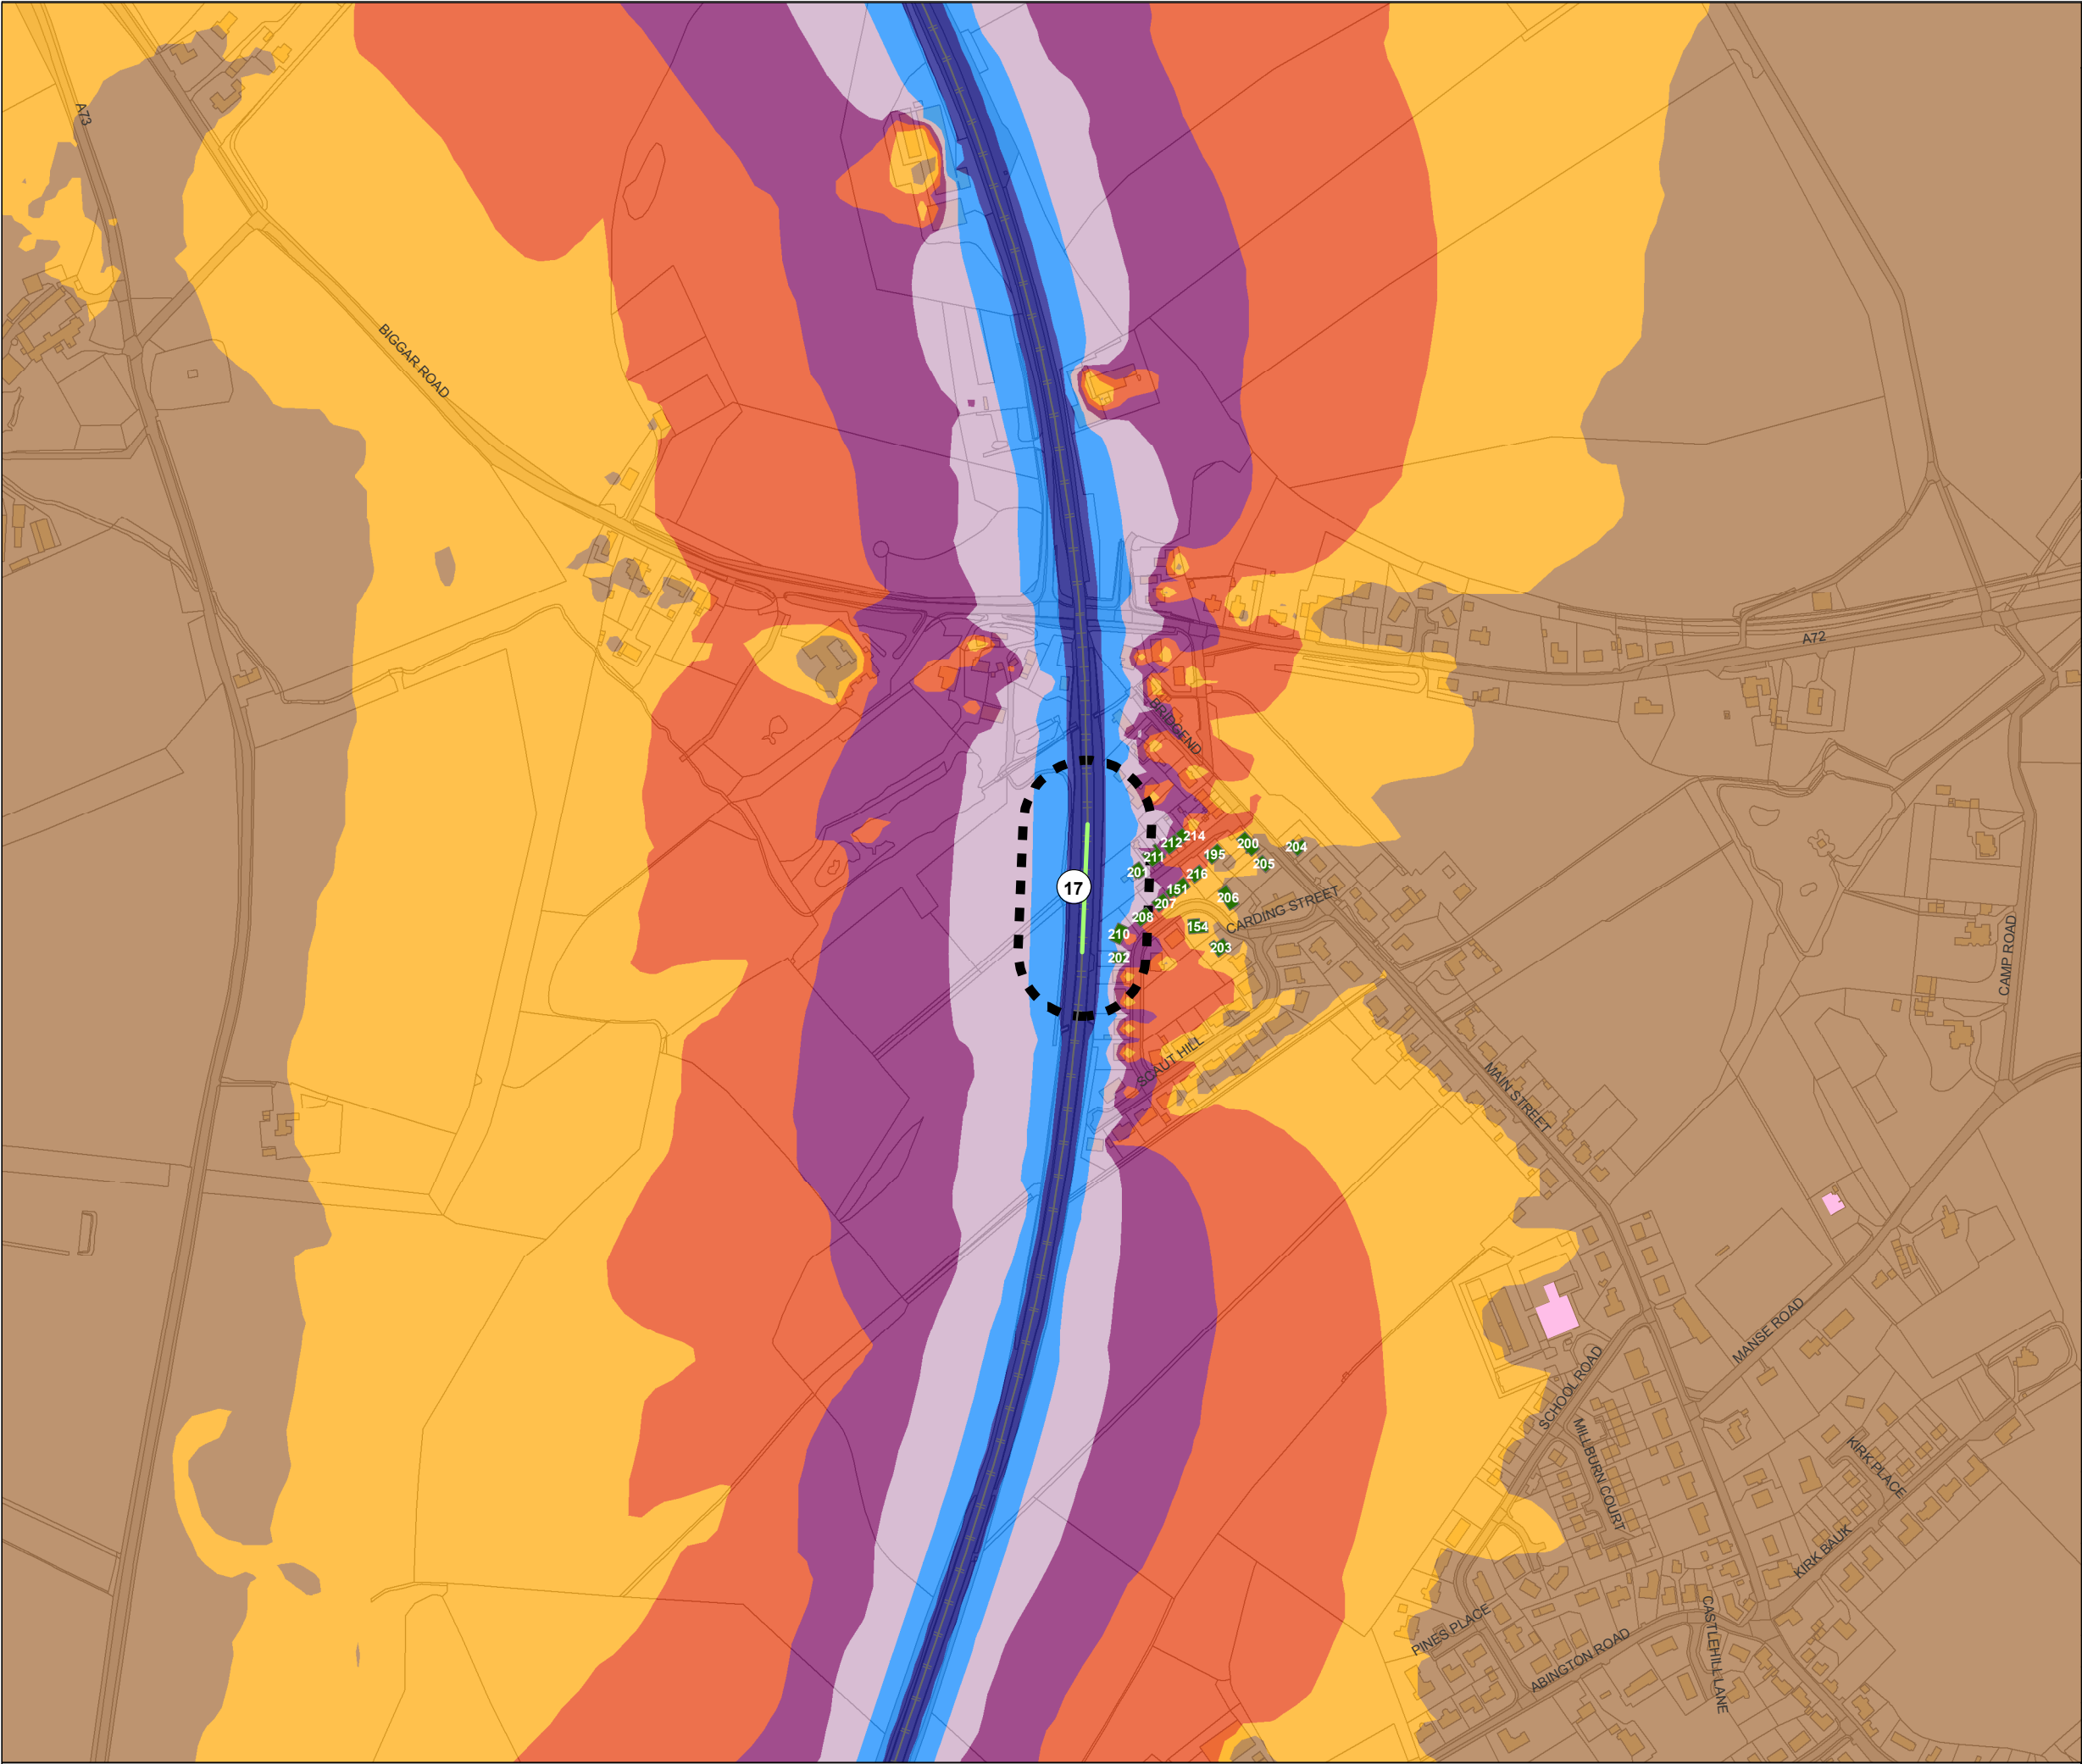 A73
BIGGAR ROAD
A72
BRIDGEND
214
212
200
204
211
195
205
201
216
17
151
206
207
CARDING STREET
208
154
210
203
202
CAMP ROAD
SCAUT HILL
MAIN STREET
MANSE ROAD
SCHOOL ROAD
MILLBURN COURT
KIRK PLACE
KIRK BAUK
PINES PLACE
ABINGTON ROAD
CASTLEHILL LANE